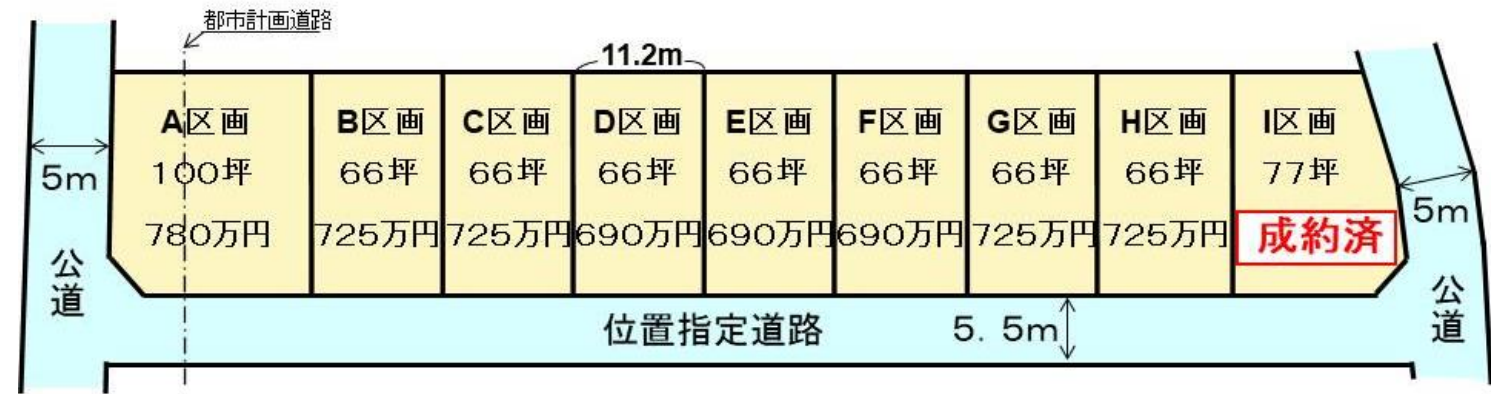 都市計画道路
11.2m
A区画
100坪
780万円
B区画
66坪
725万円
C区画
66坪
725万円
D区画
66坪
690万円
E区画
66坪
690万円
F区画
66坪
690万円
G区画
66坪
725万円
H区画
66坪
725万円
I区画
77坪
成約済
5m
公道
位置指定道路
5.5m
5m
公道